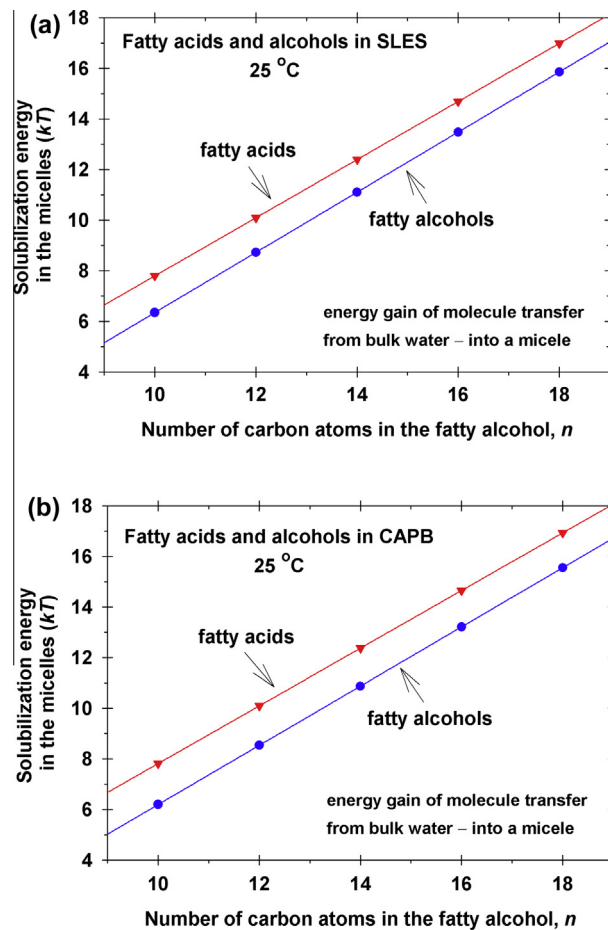 (a)
Fatty acids and alcohols in SLES
25 °C
fatty acids
fatty alcohols
energy gain of molecule transfer
from bulk water – into a micele
Solubilization energy
in the micelles (kT)
18
16
14
12
10
8
6
4
10 12 14 16 18
Number of carbon atoms in the fatty alcohol, n
(b)
Fatty acids and alcohols in CAPB
25 °C
fatty acids
fatty alcohols
energy gain of molecule transfer
from bulk water – into a micele
Solubilization energy
in the micelles (kT)
18
16
14
12
10
8
6
4
10 12 14 16 18
Number of carbon atoms in the fatty alcohol, n